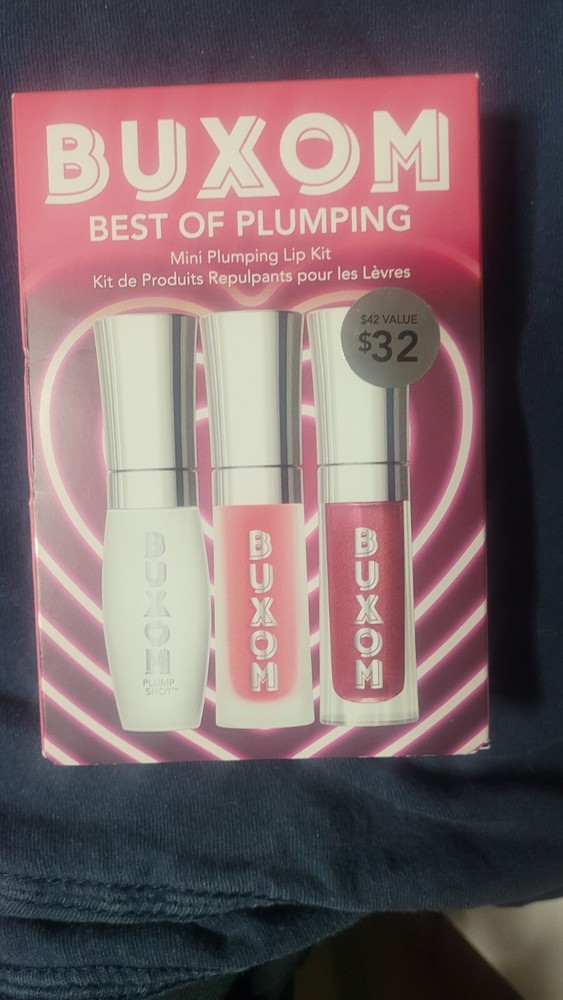 BUXOM
BEST OF PLUMPING
Mini Plumping Lip Kit
Kit de Produits Repulpants pour les Lèvres
$42 VALUE
$32
BUXOM
PLUMP
SHOT™
BUXOM
BUXOM